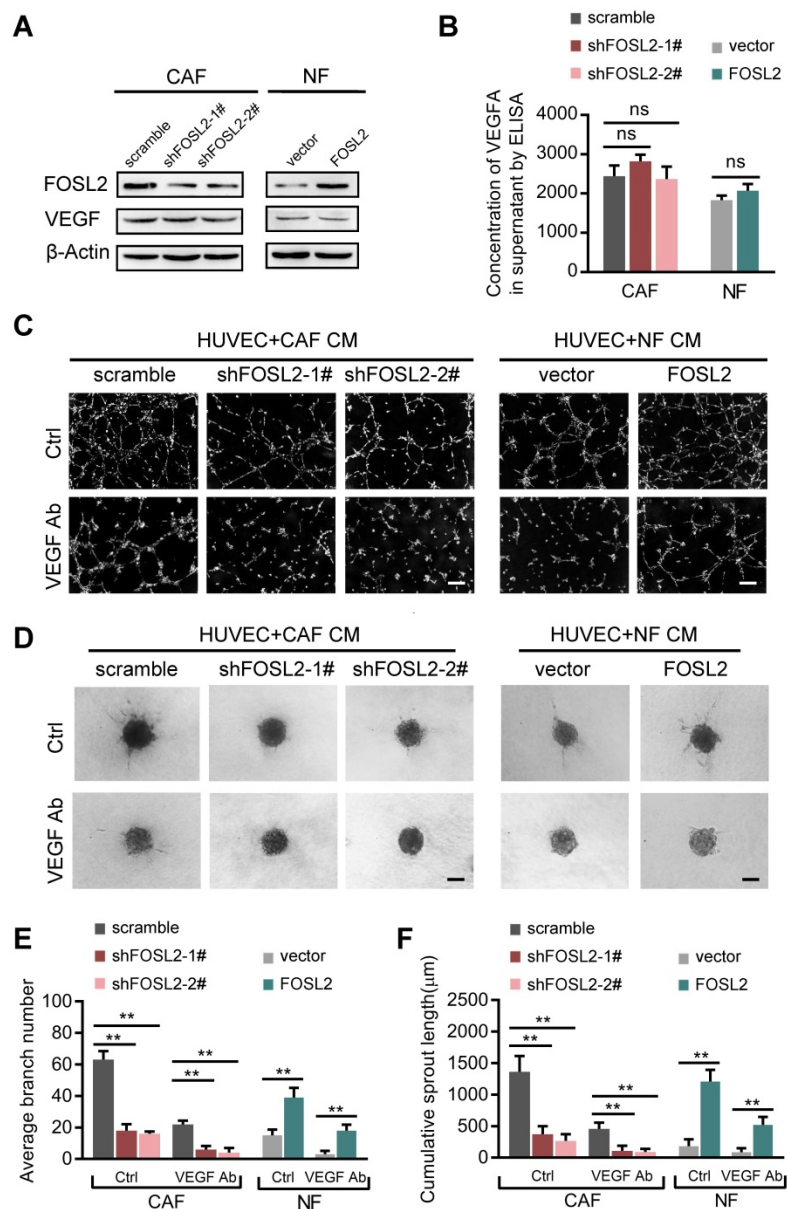 A
CAF
NF
scramble
shFOSL2-1#
shFOSL2-2#
vector
FOSL2
FOSL2
VEGF
β-Actin
B
scramble
shFOSL2-1#
vector
shFOSL2-2#
FOSL2
Concentration of VEGFA
in supernatant by ELISA
4000
3000
2000
1000
0
ns
ns
ns
CAF
NF
C
HUVEC+CAF CM
HUVEC+NF CM
scramble
shFOSL2-1#
shFOSL2-2#
vector
FOSL2
Ctrl
VEGF Ab
D
HUVEC+CAF CM
HUVEC+NF CM
scramble
shFOSL2-1#
shFOSL2-2#
vector
FOSL2
Ctrl
VEGF Ab
E
scramble
shFOSL2-1#
vector
shFOSL2-2#
FOSL2
Average branch number
100
80
60
40
20
0
**
**
**
**
**
**
Ctrl
VEGF Ab
Ctrl
VEGF Ab
CAF
NF
F
scramble
shFOSL2-1#
vector
shFOSL2-2#
FOSL2
Cumulative sprout length(μm)
2500
2000
1500
1000
500
0
**
**
**
**
**
**
Ctrl
VEGF Ab
Ctrl
VEGF Ab
CAF
NF